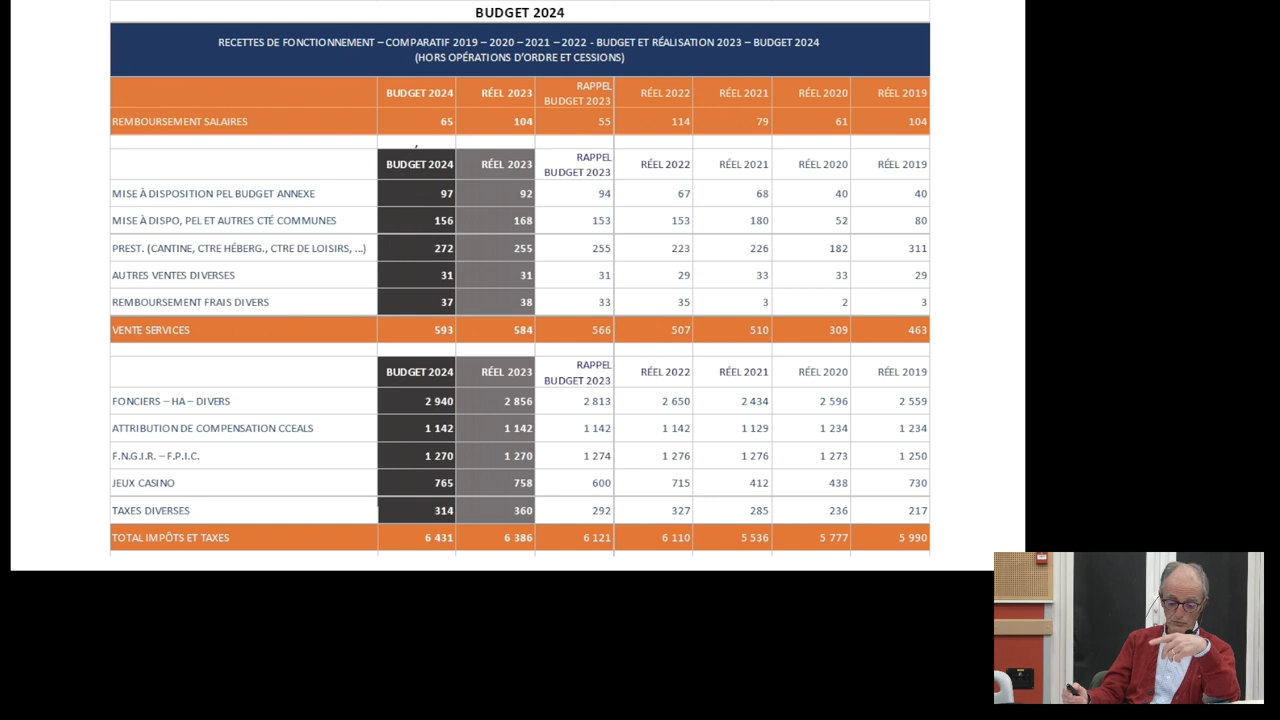 BUDGET 2024
RECETTES DE FONCTIONNEMENT – COMPARATIF 2019 – 2020 – 2021 – 2022 - BUDGET ET RÉALISATION 2023 – BUDGET 2024
(HORS OPÉRATIONS D'ORDRE ET CESSIONS)
BUDGET 2024 RÉEL 2023 RAPPEL BUDGET 2023 RÉEL 2022 RÉEL 2021 RÉEL 2020 RÉEL 2019
REMBOURSEMENT SALAIRES 65 104 55 114 79 61 104
BUDGET 2024 RÉEL 2023 RAPPEL BUDGET 2023 RÉEL 2022 RÉEL 2021 RÉEL 2020 RÉEL 2019
MISE À DISPOSITION PEL BUDGET ANNEXE 97 92 94 67 68 40 40
MISE À DISPO, PEL ET AUTRES CTÉ COMMUNES 156 168 153 153 180 52 80
PREST. (CANTINE, CTRE HÉBERG., CTRE DE LOISIRS, ...) 272 255 255 223 226 182 311
AUTRES VENTES DIVERSES 31 31 31 29 33 33 29
REMBOURSEMENT FRAIS DIVERS 37 38 33 35 3 2 3
VENTE SERVICES 593 584 566 507 510 309 463
BUDGET 2024 RÉEL 2023 RAPPEL BUDGET 2023 RÉEL 2022 RÉEL 2021 RÉEL 2020 RÉEL 2019
FONCIERS – HA – DIVERS 2 940 2 856 2 813 2 650 2 434 2 596 2 559
ATTRIBUTION DE COMPENSATION CCEALS 1 142 1 142 1 142 1 142 1 129 1 234 1 234
F.N.G.I.R. – F.P.I.C. 1 270 1 270 1 274 1 276 1 276 1 273 1 250
JEUX CASINO 765 758 600 715 412 438 730
TAXES DIVERSES 314 360 292 327 285 236 217
TOTAL IMPÔTS ET TAXES 6 431 6 386 6 121 6 110 5 536 5 777 5 990